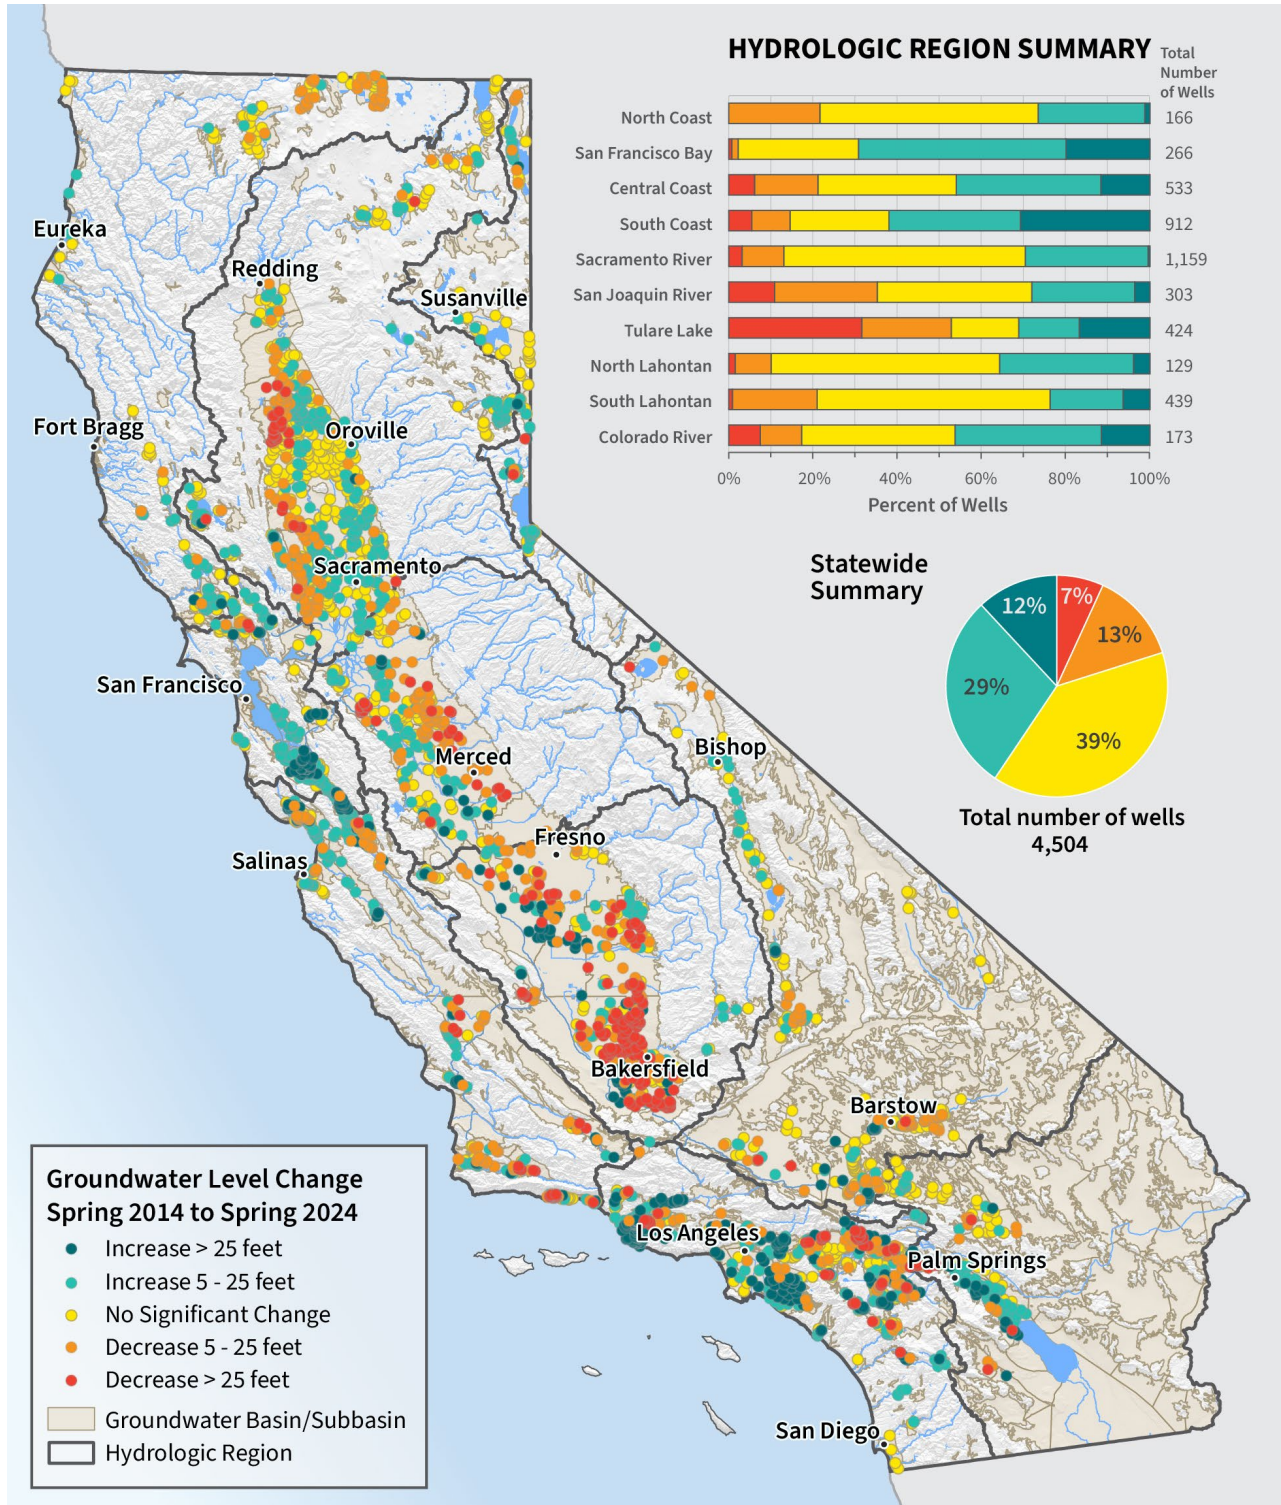 HYDROLOGIC REGION SUMMARY
Total
Number
of Wells
North Coast 166
San Francisco Bay 266
Central Coast 533
South Coast 912
Sacramento River 1,159
San Joaquin River 303
Tulare Lake 424
North Lahontan 129
South Lahontan 439
Colorado River 173
0% 20% 40% 60% 80% 100%
Percent of Wells
Statewide
Summary
12%
7%
13%
29%
39%
Total number of wells
4,504
Eureka
Redding
Susanville
Fort Bragg
Oroville
Sacramento
San Francisco
Merced
Bishop
Fresno
Salinas
Bakersfield
Barstow
Los Angeles
Palm Springs
San Diego
Groundwater Level Change
Spring 2014 to Spring 2024
Increase > 25 feet
Increase 5 - 25 feet
No Significant Change
Decrease 5 - 25 feet
Decrease > 25 feet
Groundwater Basin/Subbasin
Hydrologic Region